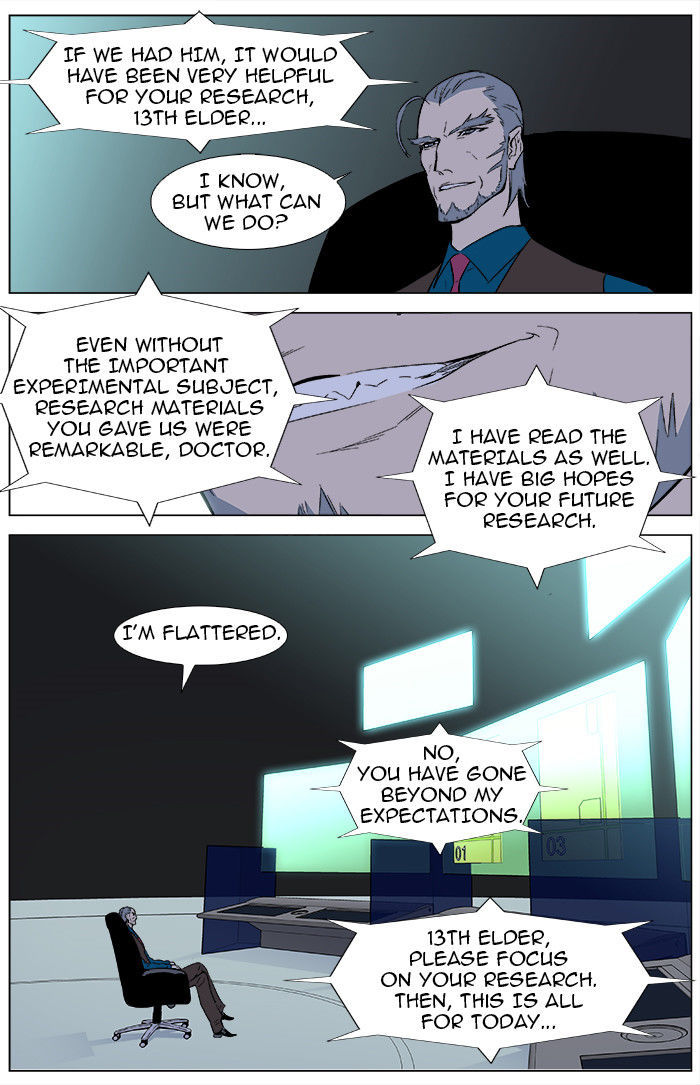 IF WE HAD HIM, IT WOULD
HAVE BEEN VERY HELPFUL
FOR YOUR RESEARCH,
13TH ELDER...
I KNOW,
BUT WHAT CAN
WE DO?
EVEN WITHOUT
THE IMPORTANT
EXPERIMENTAL SUBJECT,
RESEARCH MATERIALS
YOU GAVE US WERE
REMARKABLE, DOCTOR.
I HAVE READ THE
MATERIALS AS WELL.
I HAVE BIG HOPES
FOR YOUR FUTURE
RESEARCH.
I'M FLATTERED.
NO,
YOU HAVE GONE
BEYOND MY
EXPECTATIONS.
01
03
13TH ELDER,
PLEASE FOCUS
ON YOUR RESEARCH.
THEN, THIS IS ALL
FOR TODAY...